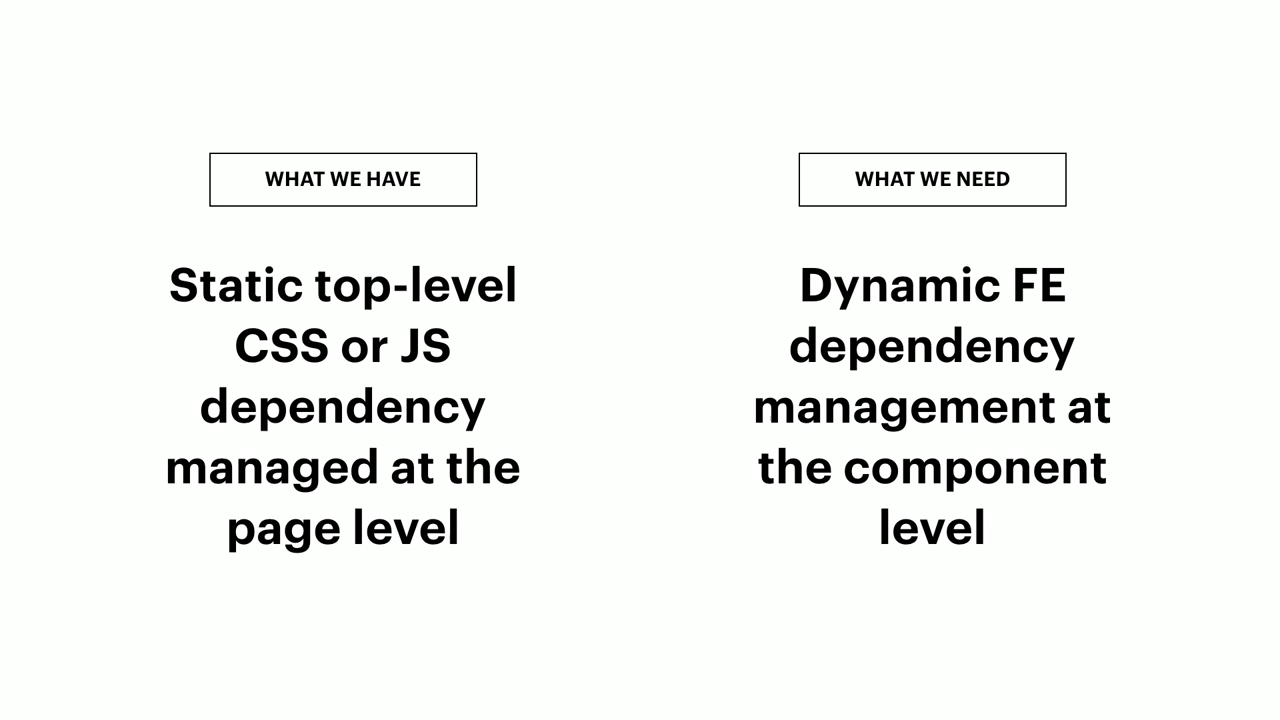 WHAT WE HAVE
Static top-level
CSS or JS
dependency
managed at the
page level
WHAT WE NEED
Dynamic FE
dependency
management at
the component
level